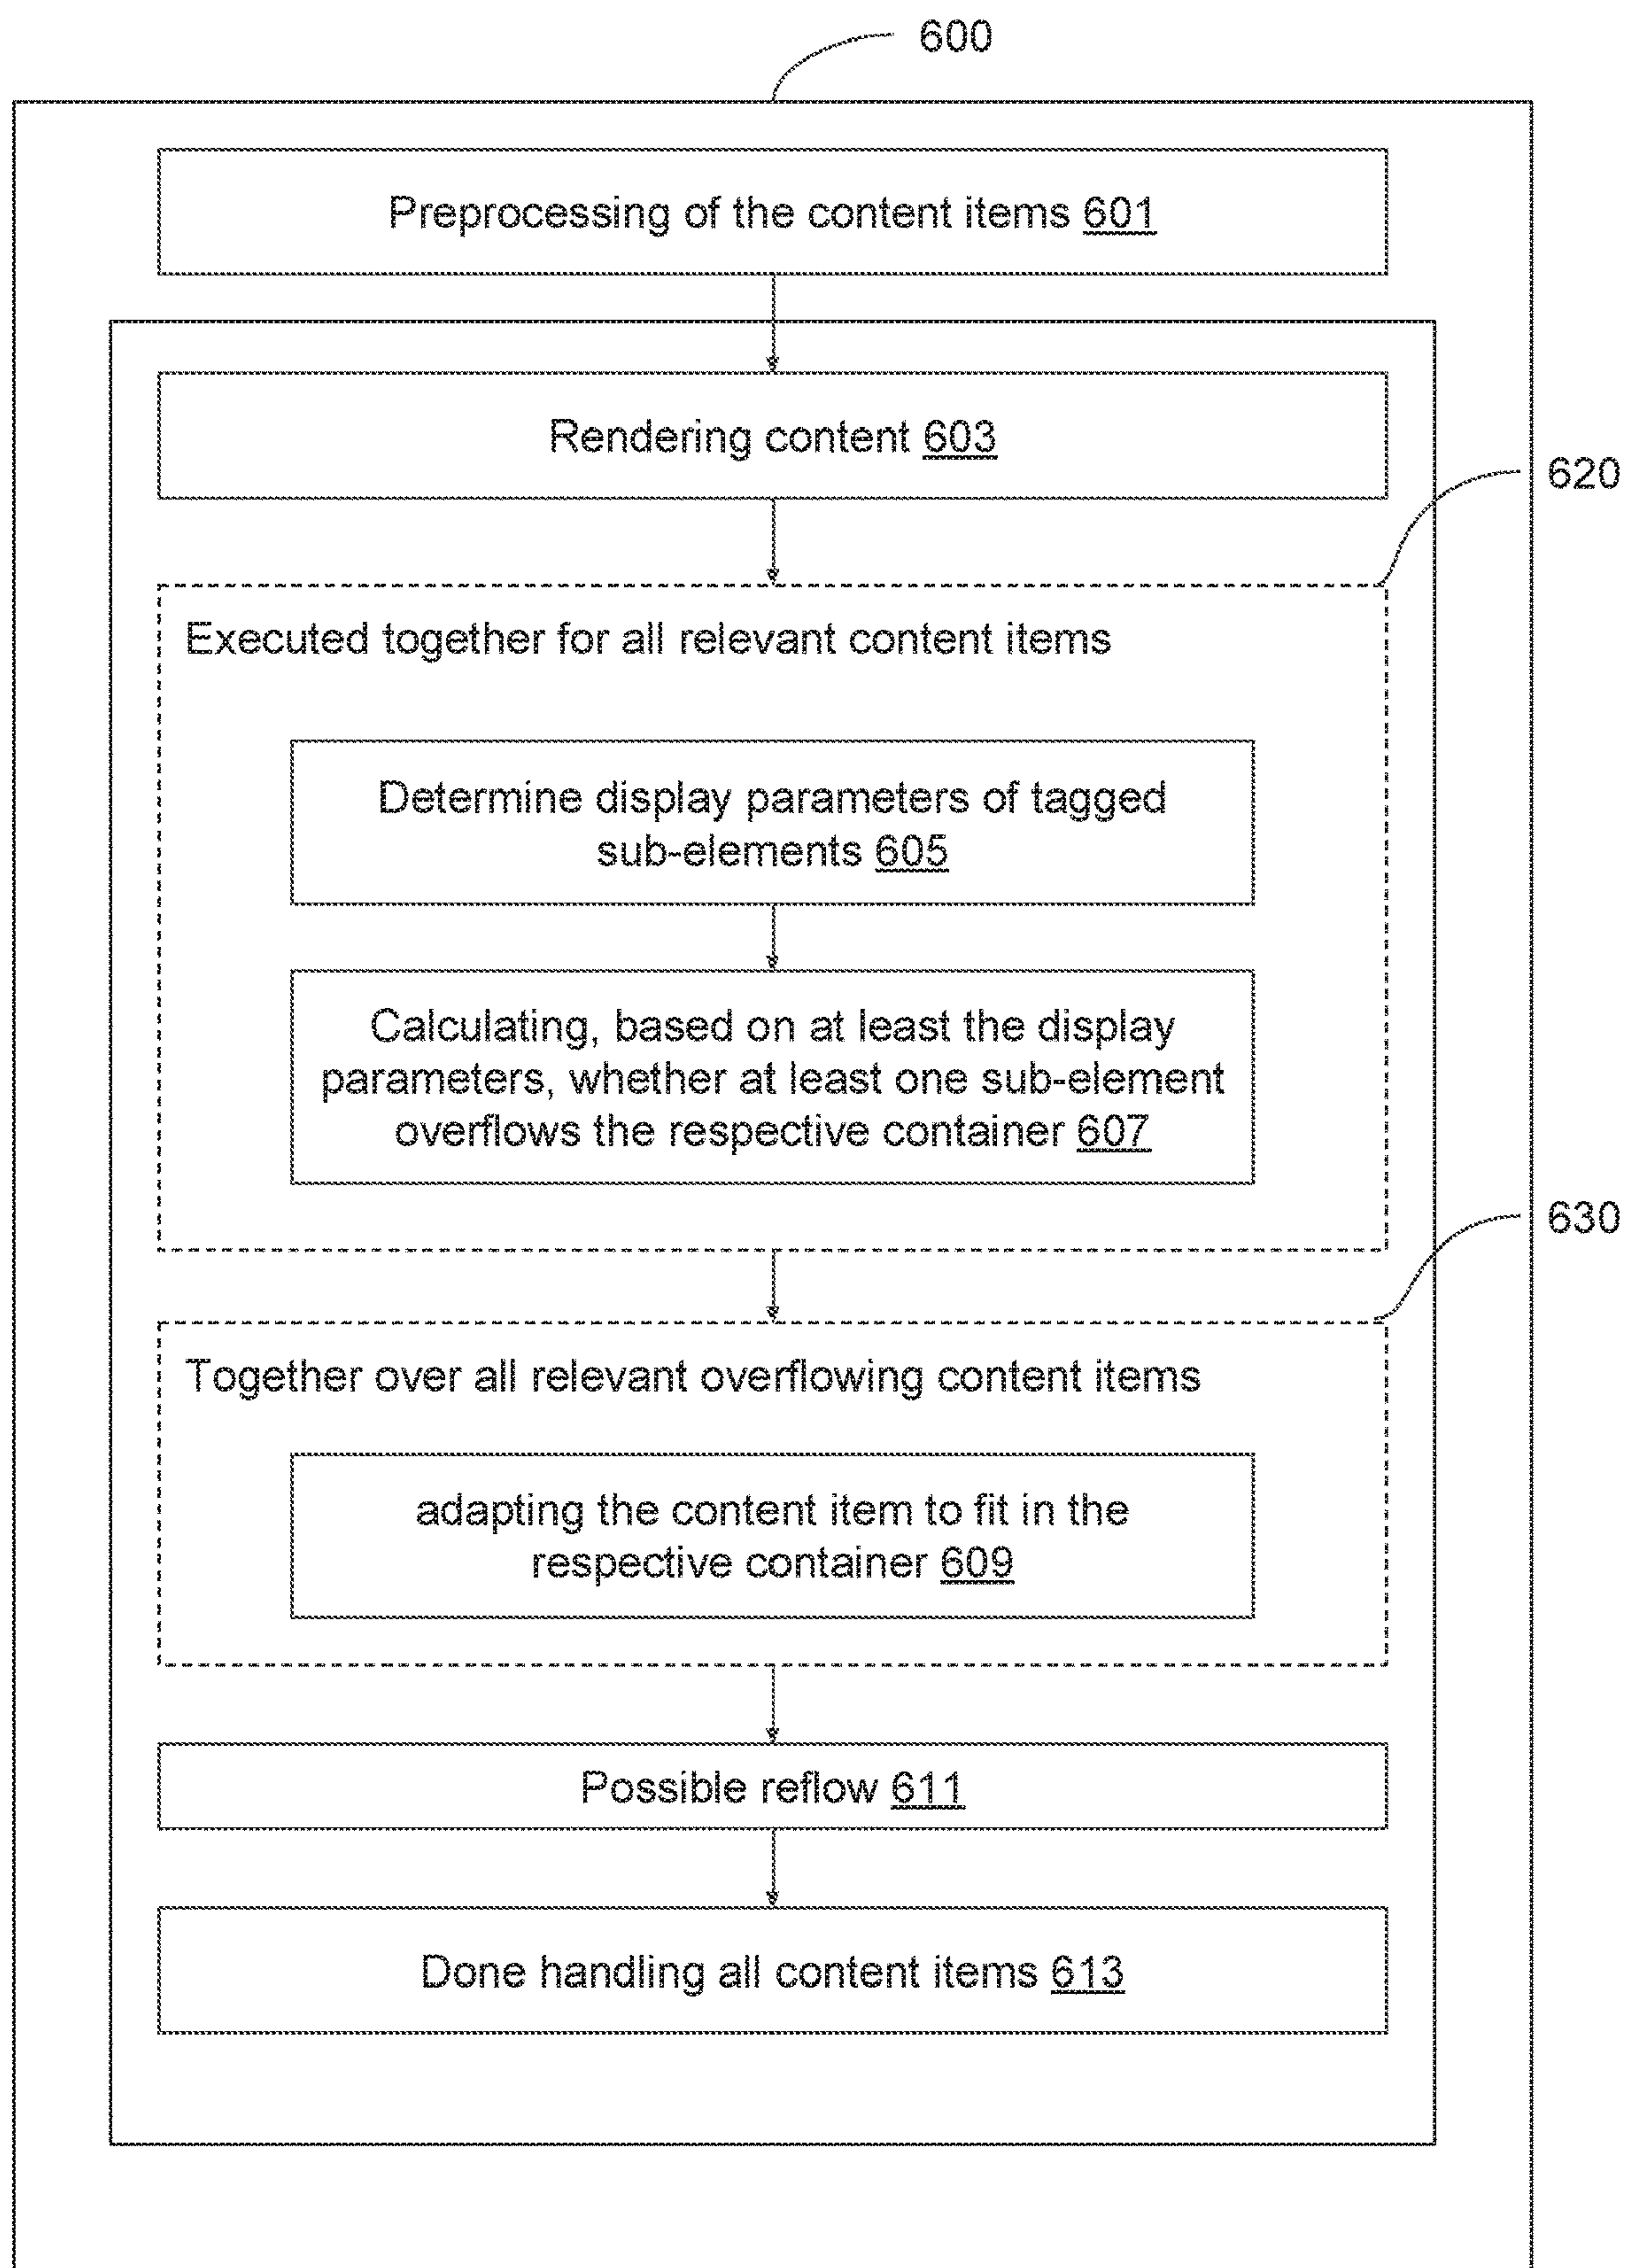 600
Preprocessing of the content items 601
Rendering content 603
620
Executed together for all relevant content items
Determine display parameters of tagged
sub-elements 605
Calculating, based on at least the display
parameters, whether at least one sub-element
overflows the respective container 607
630
Together over all relevant overflowing content items
adapting the content item to fit in the
respective container 609
Possible reflow 611
Done handling all content items 613